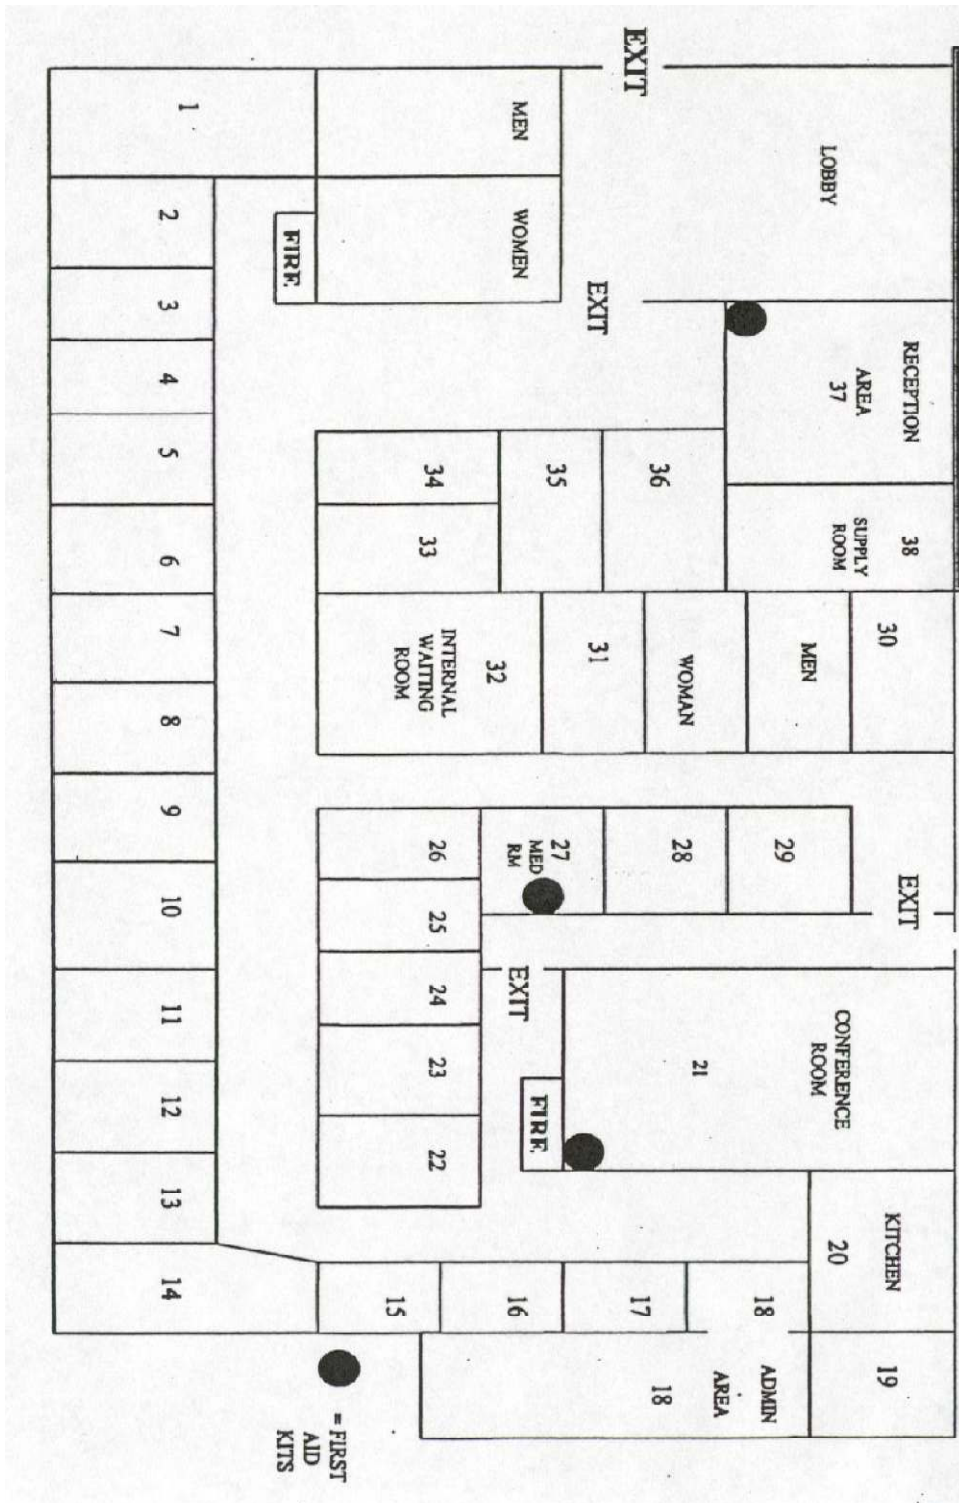 EXIT
LOBBY
RECEPTION
AREA
37
38
SUPPLY
ROOM
30
EXIT
CONFERENCE
ROOM
21
KITCHEN
20
19
MEN
WOMEN
EXIT
36
35
34
33
MEN
WOMAN
31
32
INTERNAL
WAITING
ROOM
29
28
27
MED
RM
EXIT
FIRE
18
ADMIN
AREA
18
17
16
15
26
25
24
23
22
FIRE
1
2
3
4
5
6
7
8
9
10
11
12
13
14
= FIRST
AID
KITS